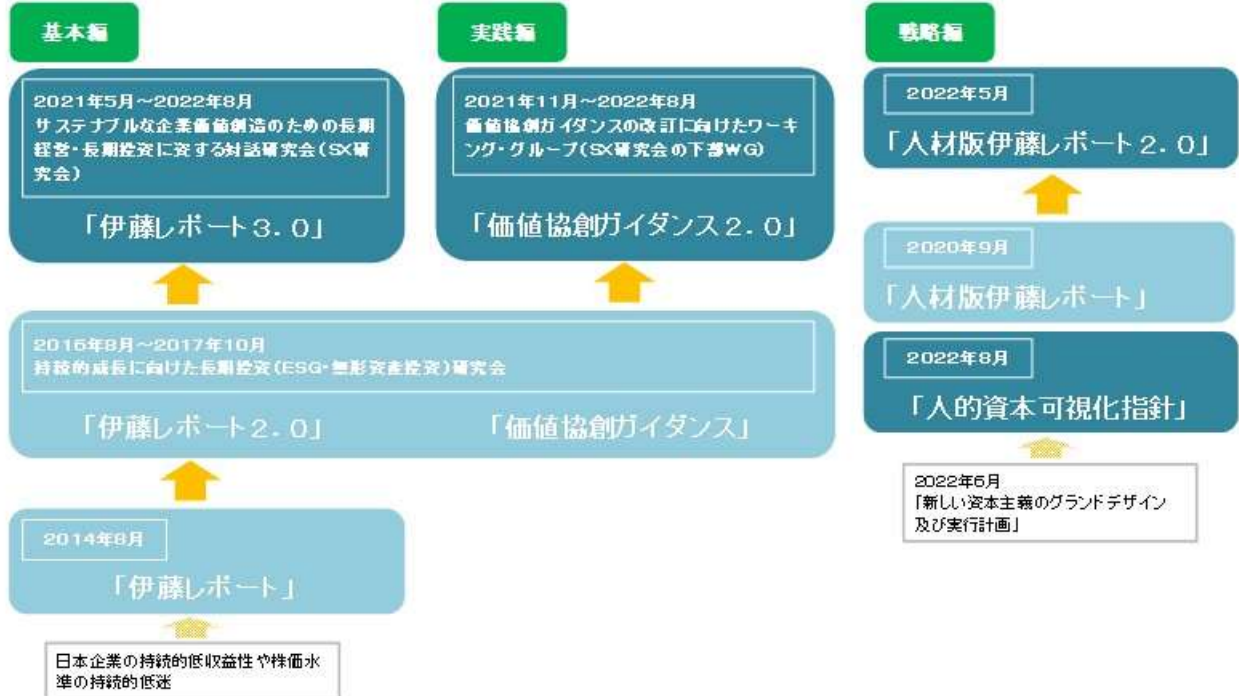 基本編
2021年5月～2022年8月
サステナブルな企業価値創造のための長期
経営・長期投資に資する対話研究会(SX研
究会)
「伊藤レポート3.0」
2016年8月～2017年10月
持続的成長に向けた長期投資(ESG・無形資産投資)研究会
「伊藤レポート2.0」
2014年8月
「伊藤レポート」
日本企業の持続的低収益性や株価水
準の持続的低迷
実践編
2021年11月～2022年8月
価値協創ガイダンスの改訂に向けたワーキ
ング・グループ(SX研究会の下部WG)
「価値協創ガイダンス2.0」
「価値協創ガイダンス」
戦略編
2022年5月
「人材版伊藤レポート2.0」
2020年9月
「人材版伊藤レポート」
2022年8月
「人的資本可視化指針」
2022年6月
「新しい資本主義のグランドデザイン
及び実行計画」